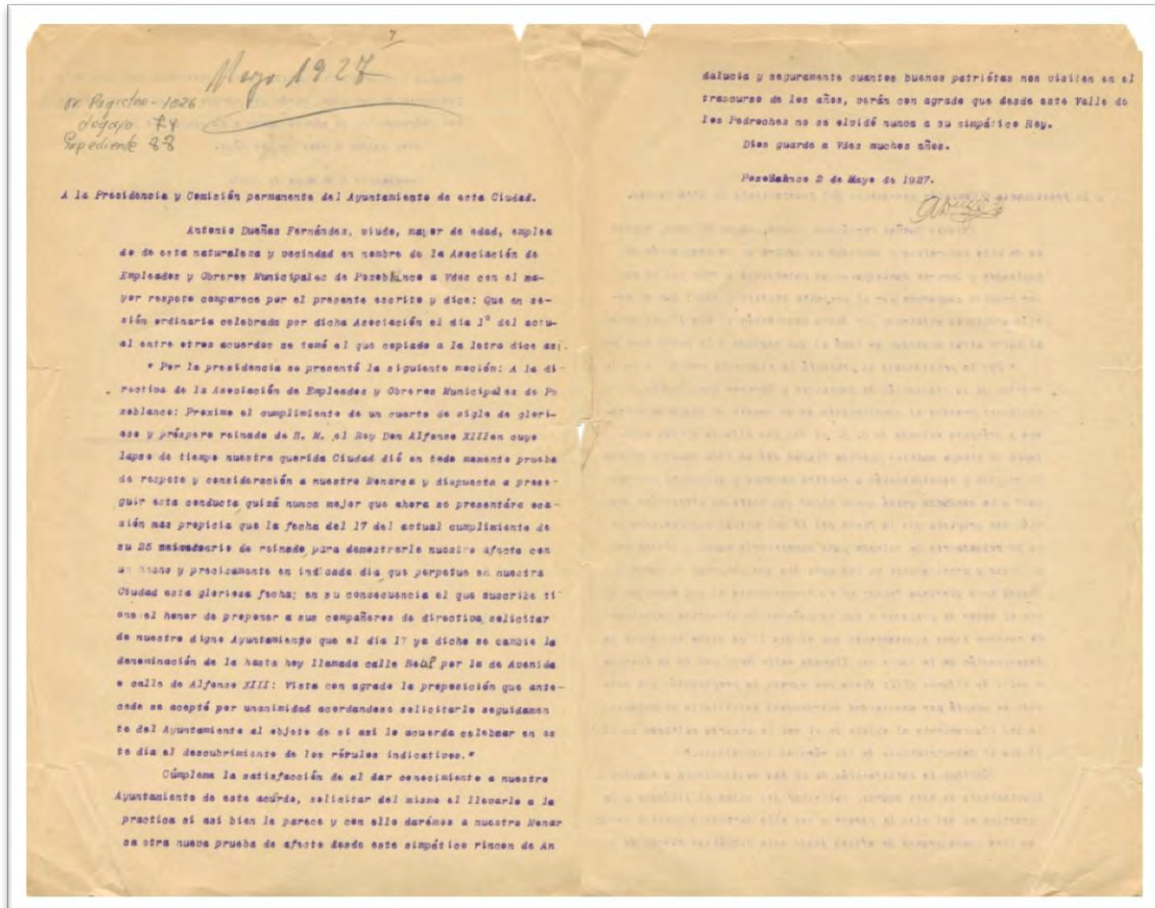 7
Mayo 1927
nº Registro - 1026
Legajo 74
Expediente 88
A la Presidencia y Comisión permanente del Ayuntamiento de esta Ciudad.
Antonio Dueñas Fernández, viudo, mayor de edad, emplea
do de esta naturaleza y vecindad en nombre de la Asociación de
Empleados y Obreros Municipales de Pozoblanco a Vdes con el ma-
yor respeto comparece por el presente escrito y dice: Que en se-
sión ordinaria celebrada por dicha Asociación el día 1º del actu-
al entre otros acuerdos se tomó el que copiado a la letra dice así.
" Por la presidencia se presentó la siguiente moción: A la di
rectiva de la Asociación de Empleados y Obreros Municipales de Po
zoblanco: Proximo el cumplimiento de un cuarto de siglo de glori-
oso y próspero reinado de S. M. el Rey Don Alfonso XIIIen cuyo
lapso de tiempo nuestra querida Ciudad dió en todo momento prueba
de respeto y consideración a nuestro Monarca y dispuesta a prose-
guir esta conducta quizá nunca mejor que ahora se presentára oca-
sión mas propicia que la fecha del 17 del actual cumplimiento de
su 25 de reinado para demostrarle nuestro afecto con
un y precisamente en indicado día que perpetue en nuestra
Ciudad esta gloriosa fecha; en su consecuencia el que suscribe ti
ene el honor de proponer a sus compañeros de directiva solicitar
de nuestro digno Ayuntamiento que el día 17 ya dicho se cambie la
denominación de la hasta hoy llamada calle Real por la de Avenida
o calle de Alfonso XIII: Vista con agrado la proposición que ante-
cede se aceptó por unanimidad acordandose solicitarlo seguidamen
te del Ayuntamiento al objeto de si asi lo acuerda celebrar en es
te día el descubrimiento de los rótulos indicativos."
Cúmpleme la satisfacción de al dar conocimiento a nuestro
Ayuntamiento de este acúrdo, solicitar del mismo el llevarlo a la
practica si asi bien le parece y con ello darémos a nuestro Monar
ca otra nueva prueba de afecto desde este simpático rincon de An
dalucia y seguramente cuantos buenos patriótas nos visiten en el
trascurso de los años, verán con agrado que desde este Valle de
los Pedroches no se olvidó nunca a su simpático Rey.
Dios guarde a Vdes muchos años.
Pozoblanco 2 de Mayo de 1927.